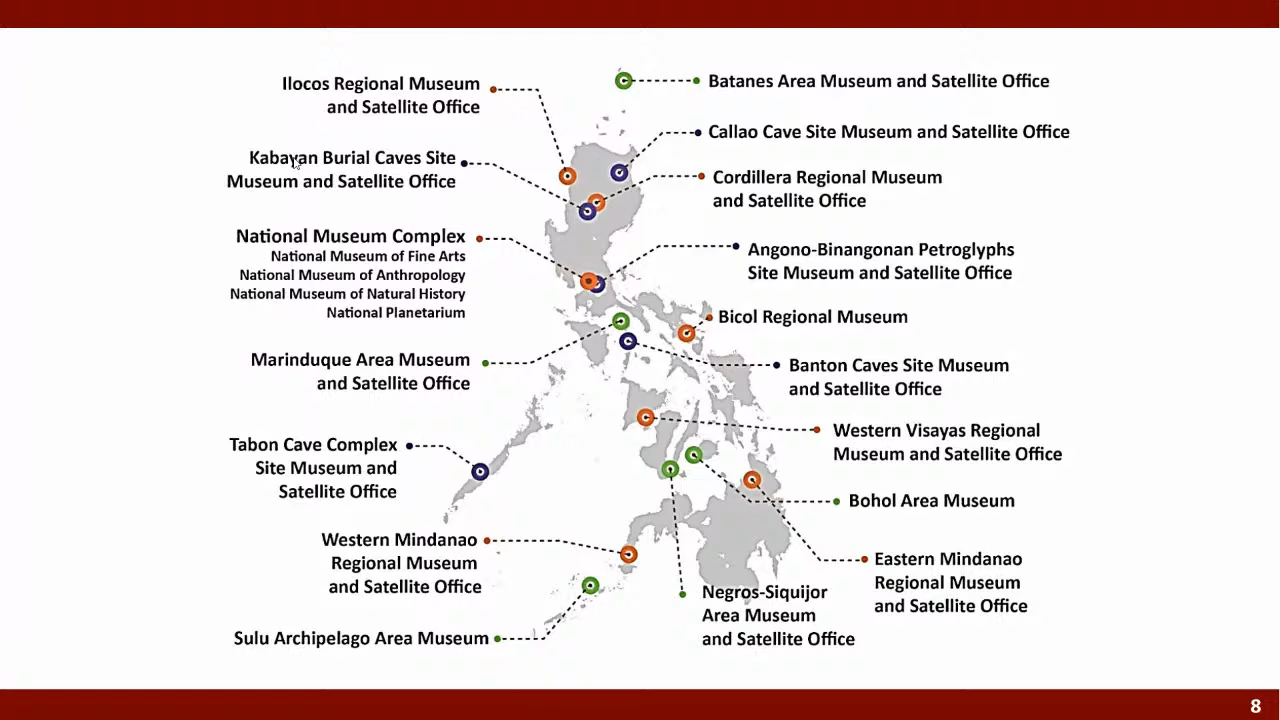 Ilocos Regional Museum
and Satellite Office
Kabayan Burial Caves Site
Museum and Satellite Office
National Museum Complex
National Museum of Fine Arts
National Museum of Anthropology
National Museum of Natural History
National Planetarium
Marinduque Area Museum
and Satellite Office
Tabon Cave Complex
Site Museum and
Satellite Office
Western Mindanao
Regional Museum
and Satellite Office
Sulu Archipelago Area Museum
Batanes Area Museum and Satellite Office
Callao Cave Site Museum and Satellite Office
Cordillera Regional Museum
and Satellite Office
Angono-Binangonan Petroglyphs
Site Museum and Satellite Office
Bicol Regional Museum
Banton Caves Site Museum
and Satellite Office
Western Visayas Regional
Museum and Satellite Office
Bohol Area Museum
Eastern Mindanao
Regional Museum
and Satellite Office
Negros-Siquijor
Area Museum
and Satellite Office
8